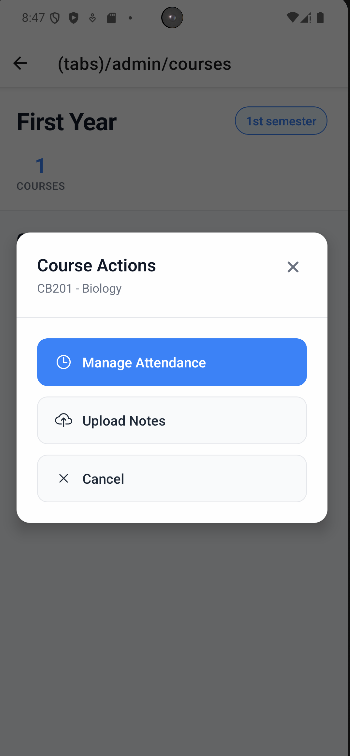 8:47
(tabs)/admin/courses
First Year
1st semester
1
COURSES
Course Actions
CB201 - Biology
Manage Attendance
Upload Notes
Cancel